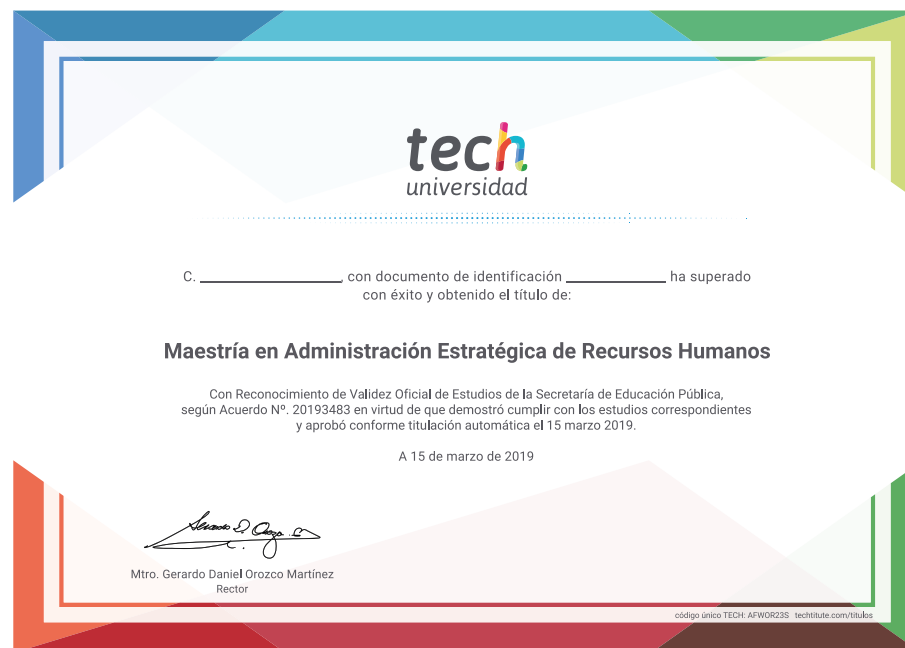 tech
universidad
C. ____________, con documento de identificación ____________ ha superado
con éxito y obtenido el título de:
Maestría en Administración Estratégica de Recursos Humanos
Con Reconocimiento de Validez Oficial de Estudios de la Secretaría de Educación Pública,
según Acuerdo Nº. 20193483 en virtud de que demostró cumplir con los estudios correspondientes
y aprobó conforme titulación automática el 15 marzo 2019.
A 15 de marzo de 2019
Mtro. Gerardo Daniel Orozco Martínez
Rector
código único TECH: AFWOR23S techtitute.com/titulos